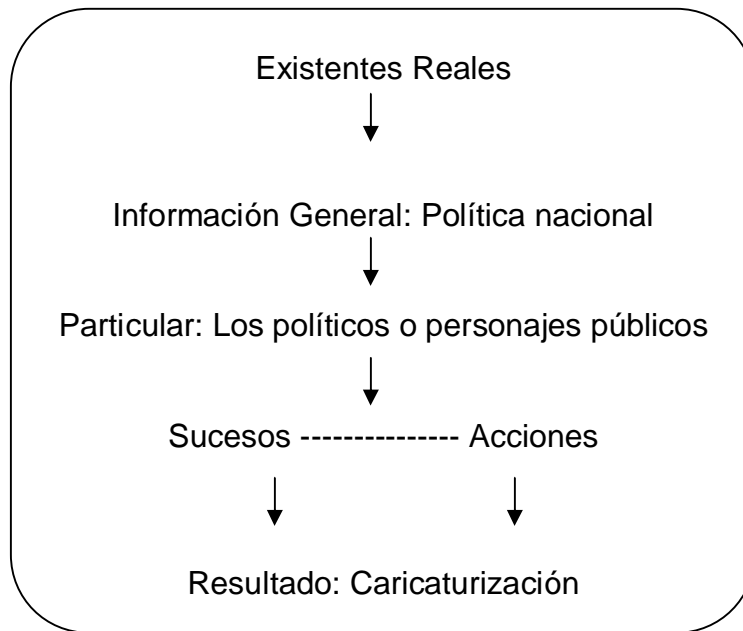 Existentes Reales
Información General: Política nacional
Particular: Los políticos o personajes públicos
Sucesos --------------- Acciones
Resultado: Caricaturización